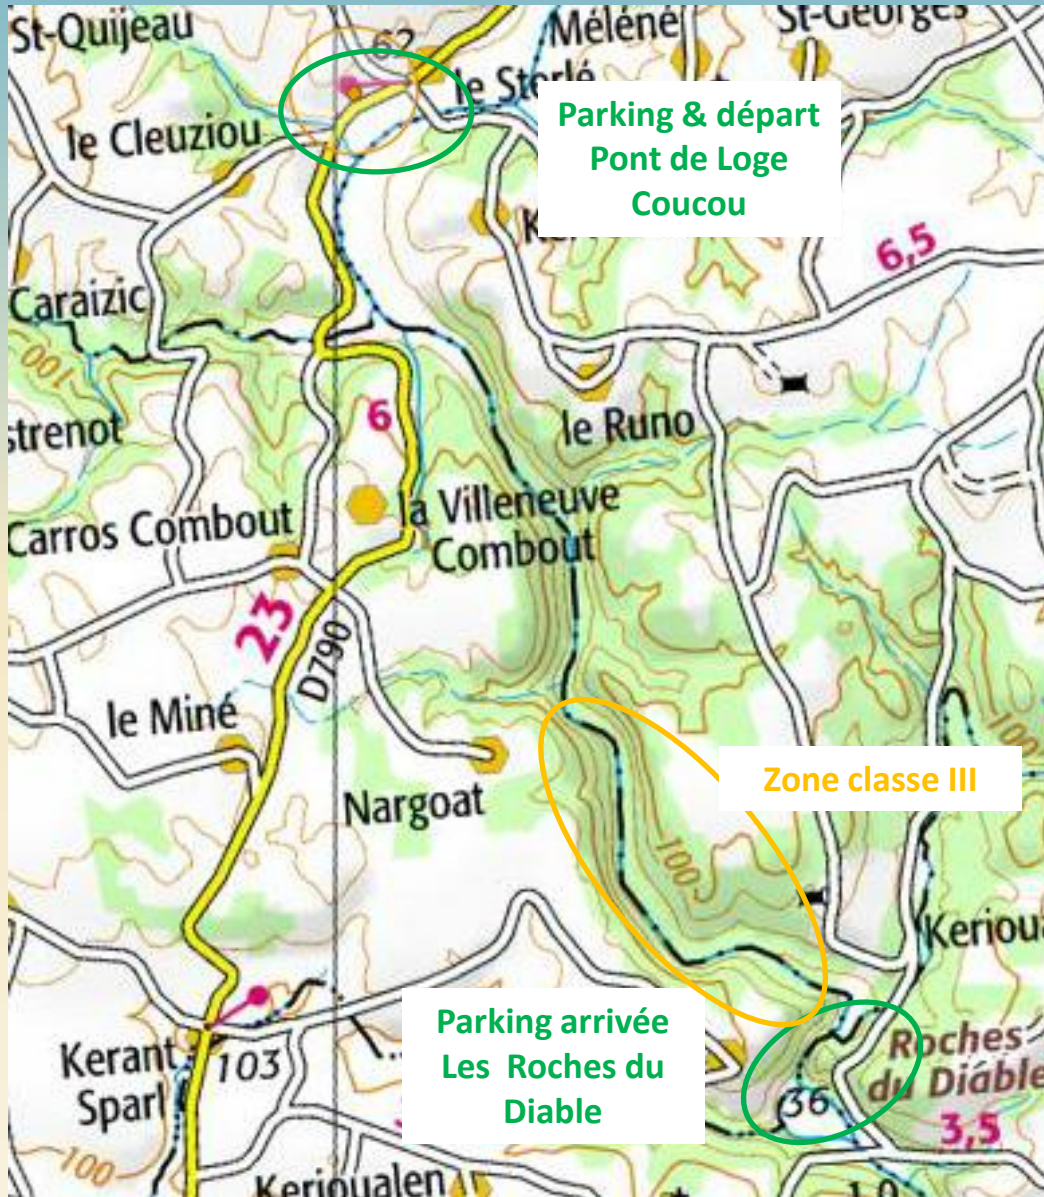 St-Quijeau
62
Méléné
St-Georges
le Sterlé
le Cleuziou
Parking & départ
Pont de Loge
Coucou
6,5
Caraizic
100
6
strenot
le Runo
la Villeneuve
Combout
Carros Combout
23
D790
le Miné
100
Zone classe III
Nargoat
100
Keriou
Parking arrivée
Les Roches du
Diable
Roches
du Diable
Kerant
Sparl
103
36
3,5
100
Kerioualen